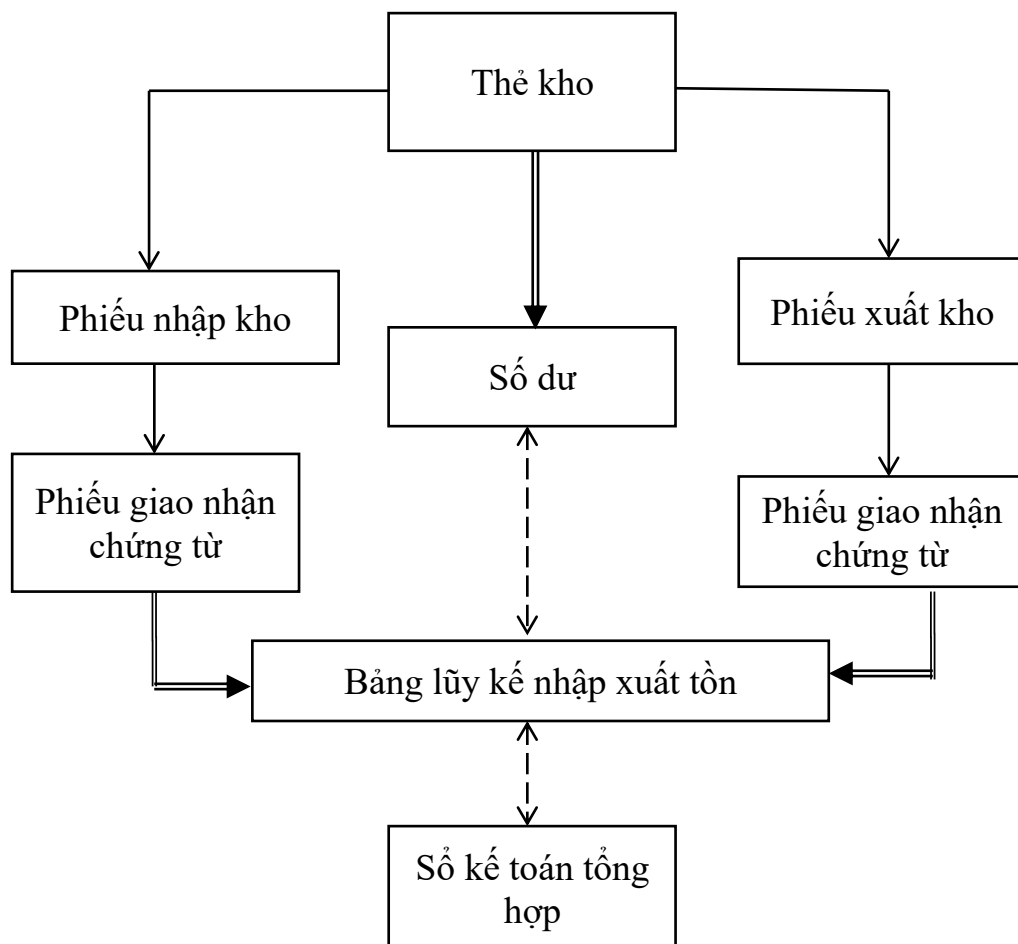 Thẻ kho
Phiếu nhập kho
Phiếu xuất kho
Số dư
Phiếu giao nhận
chứng từ
Phiếu giao nhận
chứng từ
Bảng lũy kế nhập xuất tồn
Sổ kế toán tổng
hợp